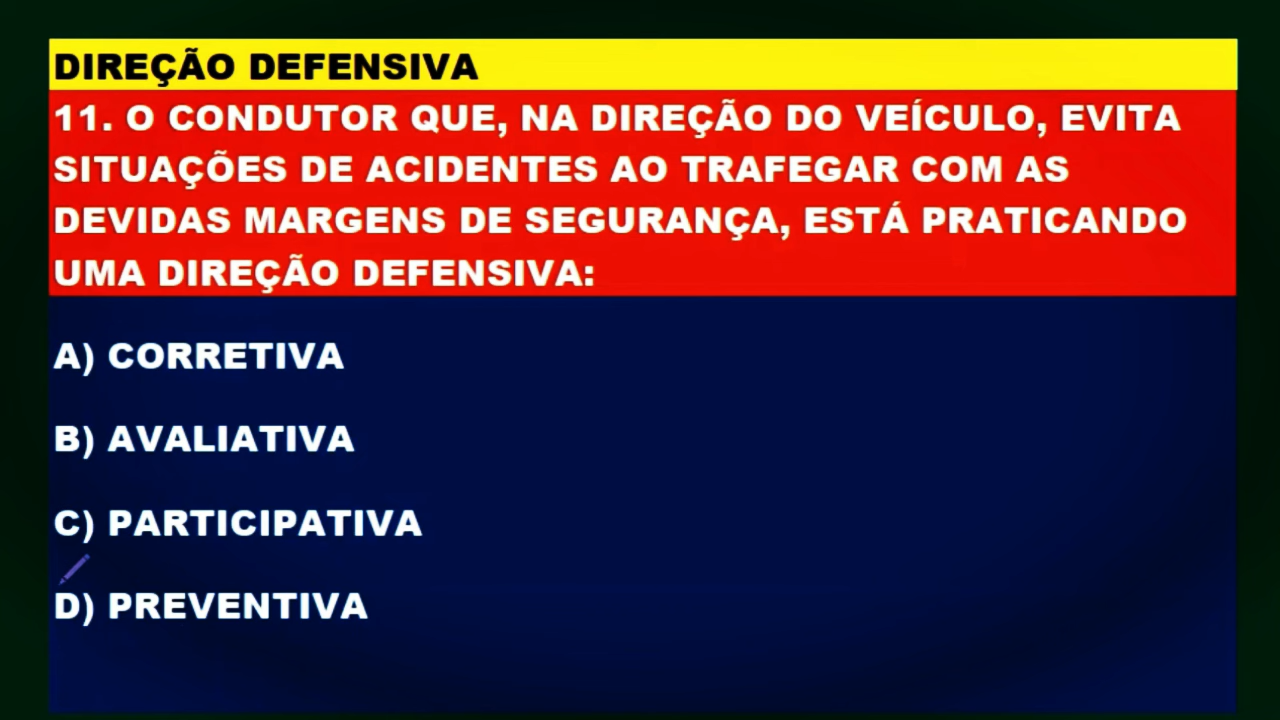 DIREÇÃO DEFENSIVA
11. O CONDUTOR QUE, NA DIREÇÃO DO VEÍCULO, EVITA
SITUAÇÕES DE ACIDENTES AO TRAFEGAR COM AS
DEVIDAS MARGENS DE SEGURANÇA, ESTÁ PRATICANDO
UMA DIREÇÃO DEFENSIVA:
A) CORRETIVA
B) AVALIATIVA
C) PARTICIPATIVA
D) PREVENTIVA